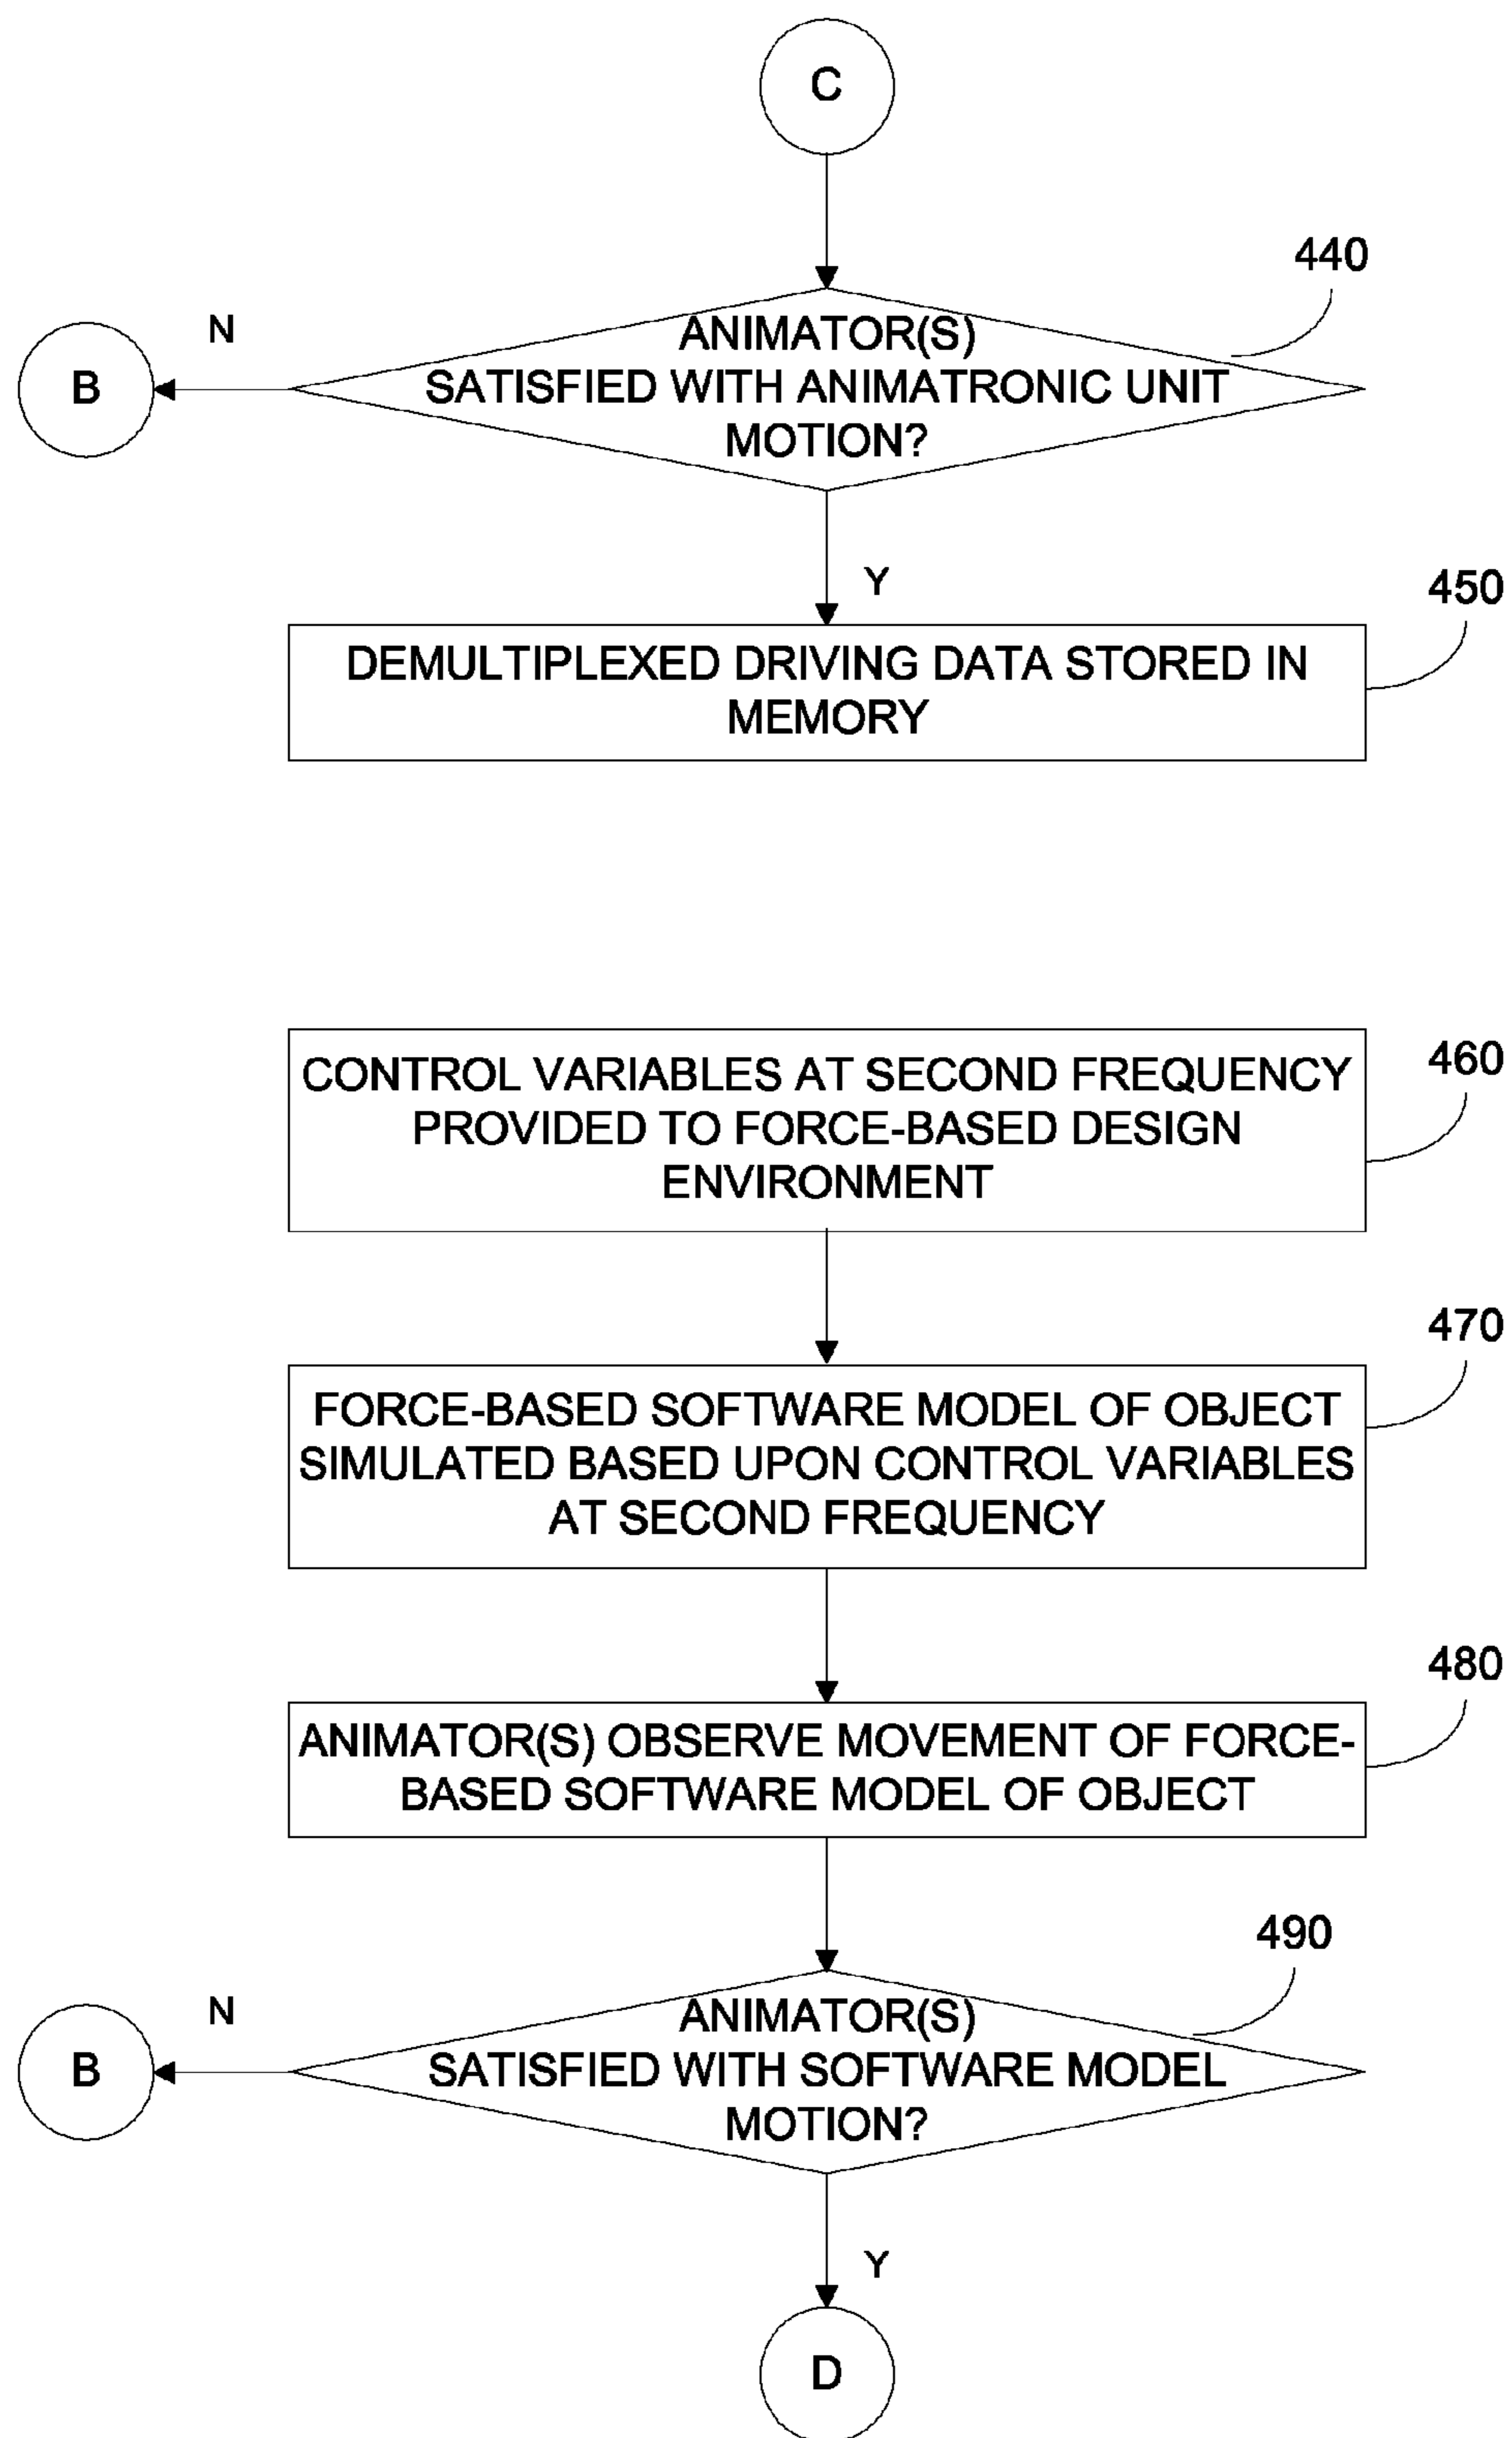 C
440
N
ANIMATOR(S)
SATISFIED WITH ANIMATRONIC UNIT
MOTION?
B
Y
450
DEMULTIPLEXED DRIVING DATA STORED IN
MEMORY
460
CONTROL VARIABLES AT SECOND FREQUENCY
PROVIDED TO FORCE-BASED DESIGN
ENVIRONMENT
470
FORCE-BASED SOFTWARE MODEL OF OBJECT
SIMULATED BASED UPON CONTROL VARIABLES
AT SECOND FREQUENCY
480
ANIMATOR(S) OBSERVE MOVEMENT OF FORCE-
BASED SOFTWARE MODEL OF OBJECT
490
N
ANIMATOR(S)
SATISFIED WITH SOFTWARE MODEL
MOTION?
B
Y
D